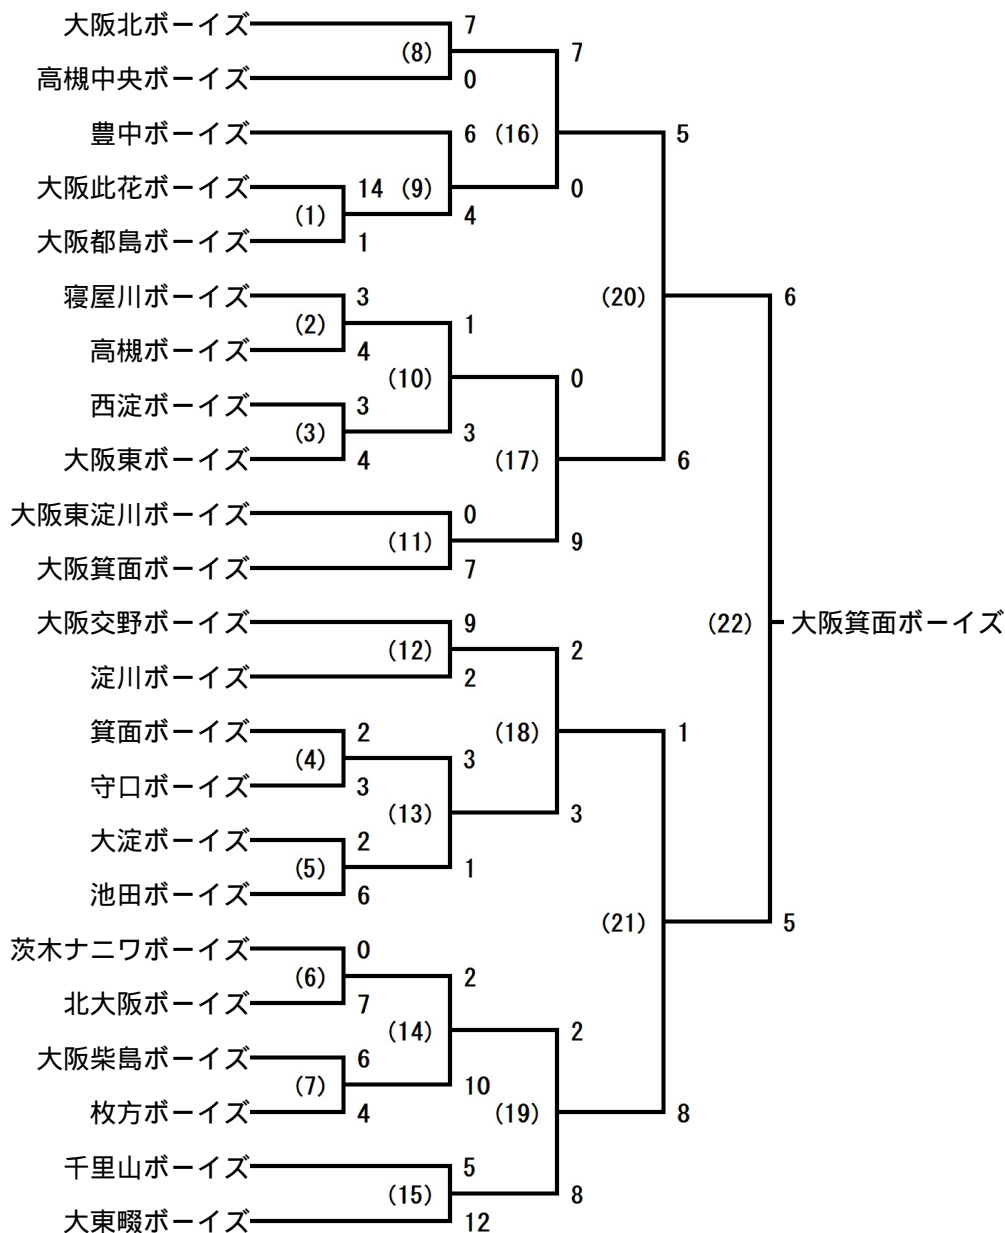 大阪北ボーイズ 7
(8) 7
高槻中央ボーイズ 0
豊中ボーイズ 6 (16) 5
大阪此花ボーイズ 14 (9) 0
(1) 4
大阪都島ボーイズ 1
寝屋川ボーイズ 3 (20) 6
(2) 1
高槻ボーイズ 4
(10) 0
西淀ボーイズ 3
(3) 3
大阪東ボーイズ 4 (17) 6
大阪東淀川ボーイズ 0
(11) 9
大阪箕面ボーイズ 7
大阪交野ボーイズ 9 (22) 大阪箕面ボーイズ
(12) 2
淀川ボーイズ 2
箕面ボーイズ 2 (18) 1
(4) 3
守口ボーイズ 3
(13) 3
大淀ボーイズ 2
(5) 1
池田ボーイズ 6
(21) 5
茨木ナニワボーイズ 0
(6) 2
北大阪ボーイズ 7
(14) 2
大阪柴島ボーイズ 6
(7) 10
枚方ボーイズ 4 (19) 8
千里山ボーイズ 5
(15) 8
大東畷ボーイズ 12